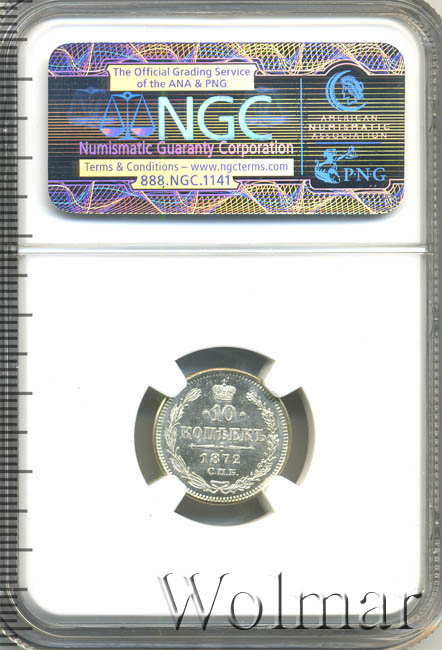 The Official Grading Service
of the ANA & PNG
NGC
Numismatic Guaranty Corporation
Terms & Conditions – www.ngcterms.com
888.NGC.1141
AMERICAN
NUMISMATIC
ASSOCIATION
PNG
10
КОПѢЕКЪ
1872
С.П.Б.
Wolmar